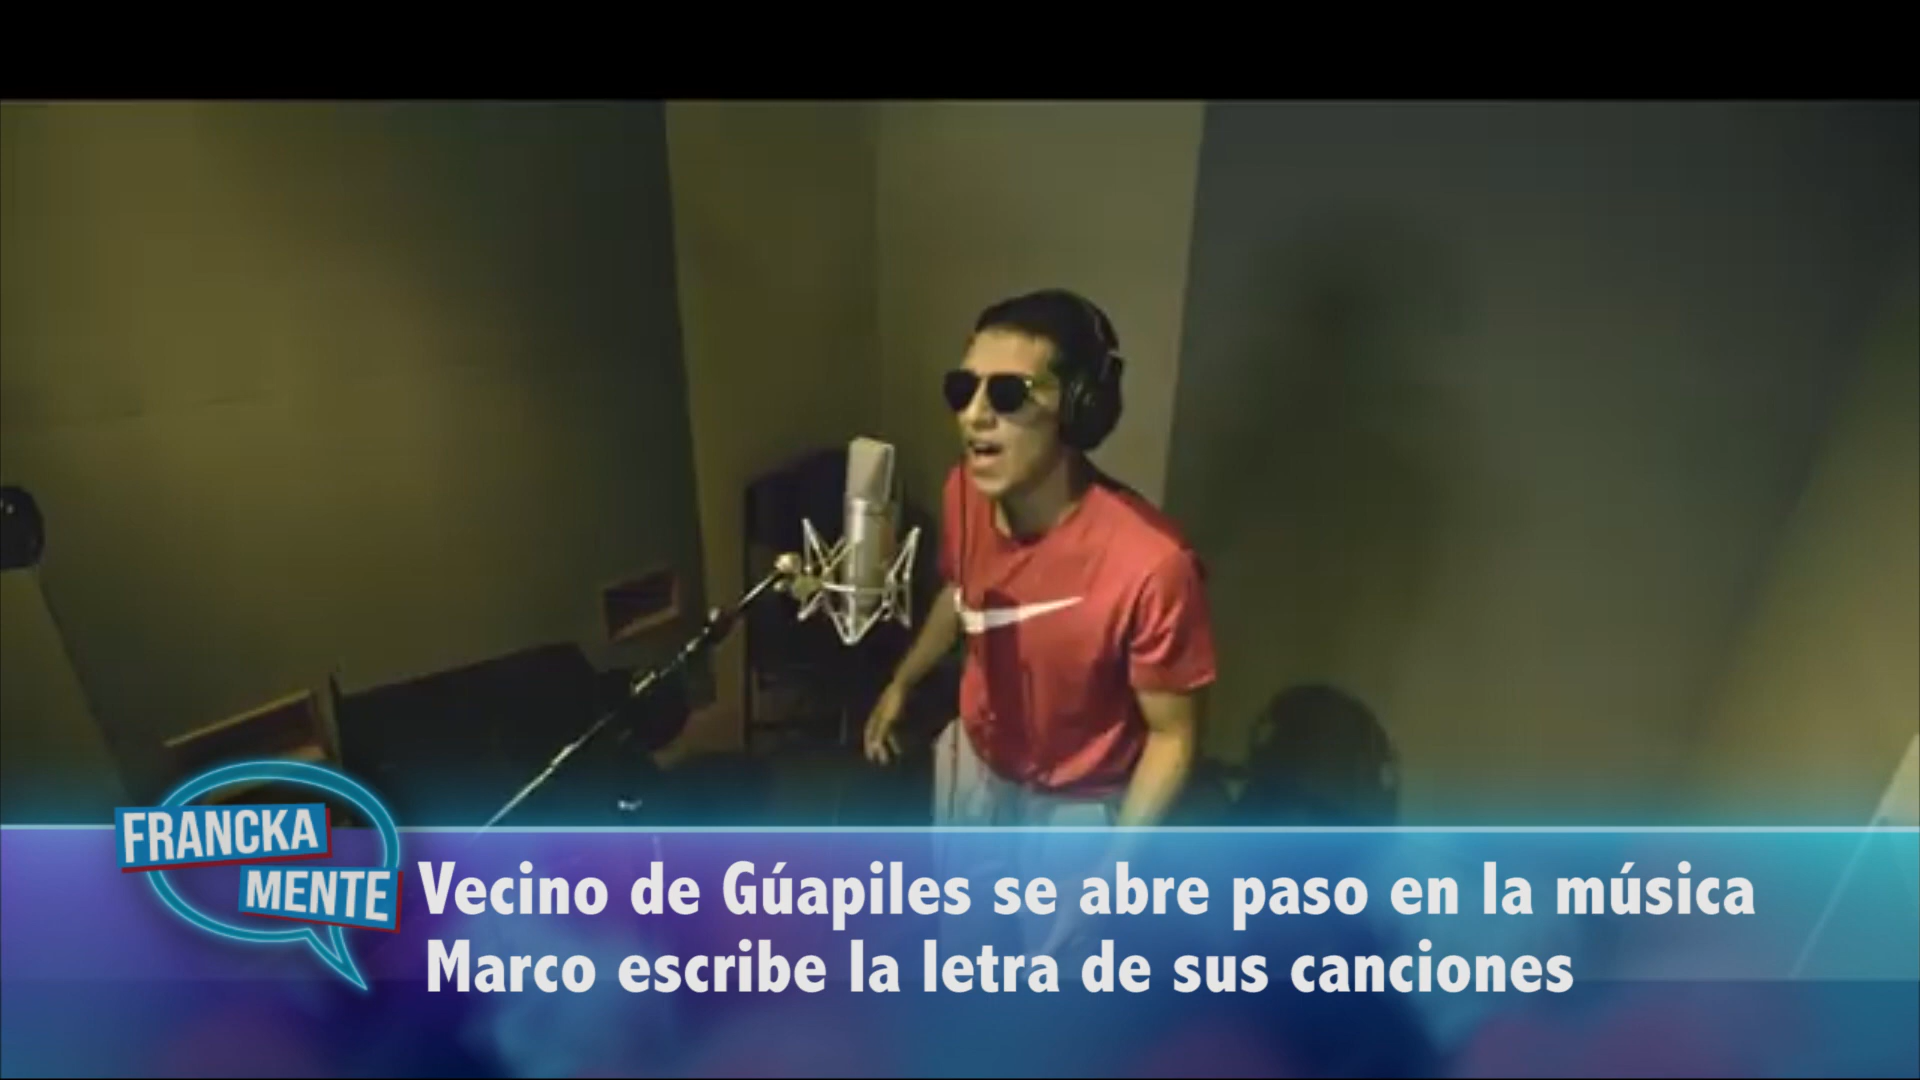 FRANCKA
MENTE
Vecino de Gúapiles se abre paso en la música
Marco escribe la letra de sus canciones